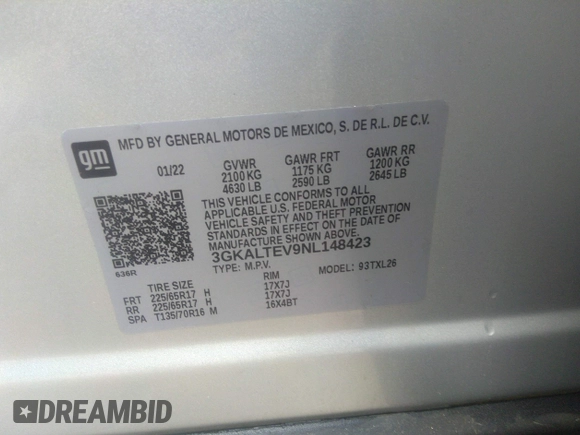 gm
MFD BY GENERAL MOTORS DE MEXICO, S. DE R.L. DE C.V.
01/22 GVWR GAWR FRT GAWR RR
2100 KG 1175 KG 1200 KG
4630 LB 2590 LB 2645 LB
THIS VEHICLE CONFORMS TO ALL
APPLICABLE U.S. FEDERAL MOTOR
VEHICLE SAFETY AND THEFT PREVENTION
STANDARDS IN EFFECT ON THE DATE OF
MANUFACTURE SHOWN ABOVE.
3GKALTEV9NL148423
636R TYPE: M.P.V. MODEL: 93TXL26
TIRE SIZE RIM
FRT 225/65R17 H 17X7J
RR 225/65R17 H 17X7J
SPA T135/70R16 M 16X4BT
DREAMBID